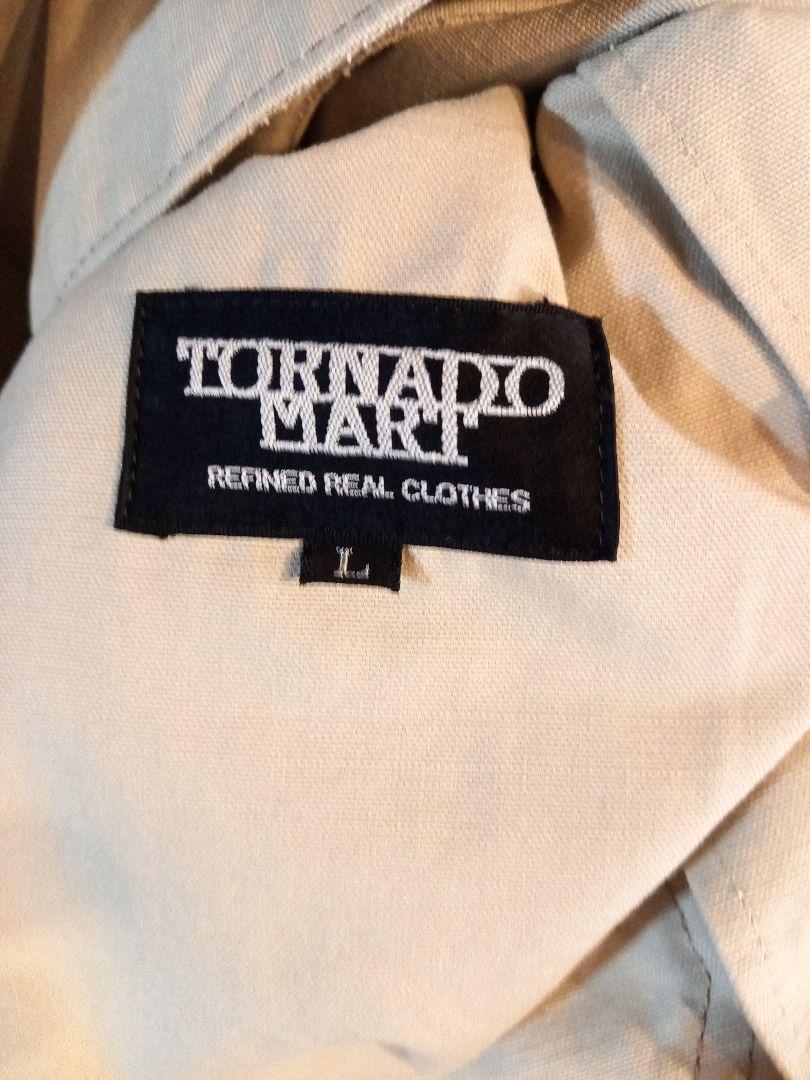 TORNADO
MART
REFINED REAL CLOTHES
L